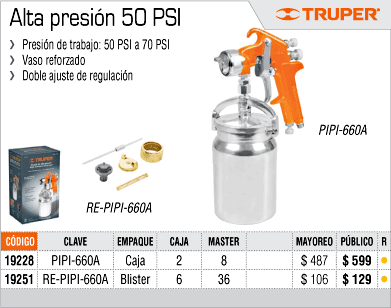 Alta presión 50 PSI
TRUPER®
Presión de trabajo: 50 PSI a 70 PSI
Vaso reforzado
Doble ajuste de regulación
PIPI-660A
TRUPER
RE-PIPI-660A
CÓDIGO CLAVE EMPAQUE CAJA MASTER MAYOREO PÚBLICO R
19228 PIPI-660A Caja 2 8 $ 487 $ 599
19251 RE-PIPI-660A Blister 6 36 $ 106 $ 129